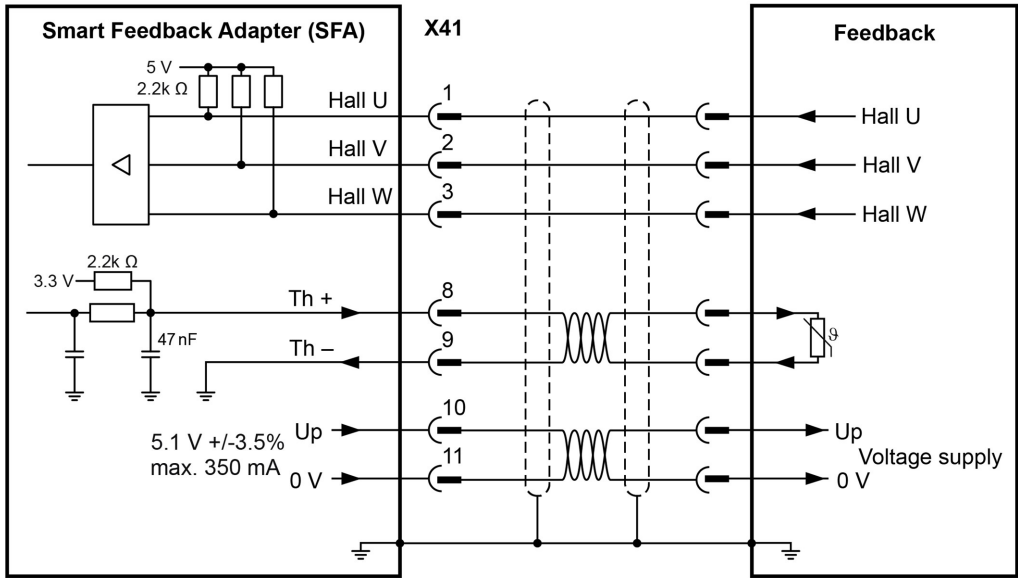 Smart Feedback Adapter (SFA)
X41
Feedback
5 V
2.2k Ω
Hall U
1
Hall U
Hall V
2
Hall V
Hall W
3
Hall W
2.2k Ω
3.3 V
Th +
8
47 nF
Th –
9
ϑ
10
Up
Up
5.1 V +/-3.5%
max. 350 mA
11
Voltage supply
0 V
0 V